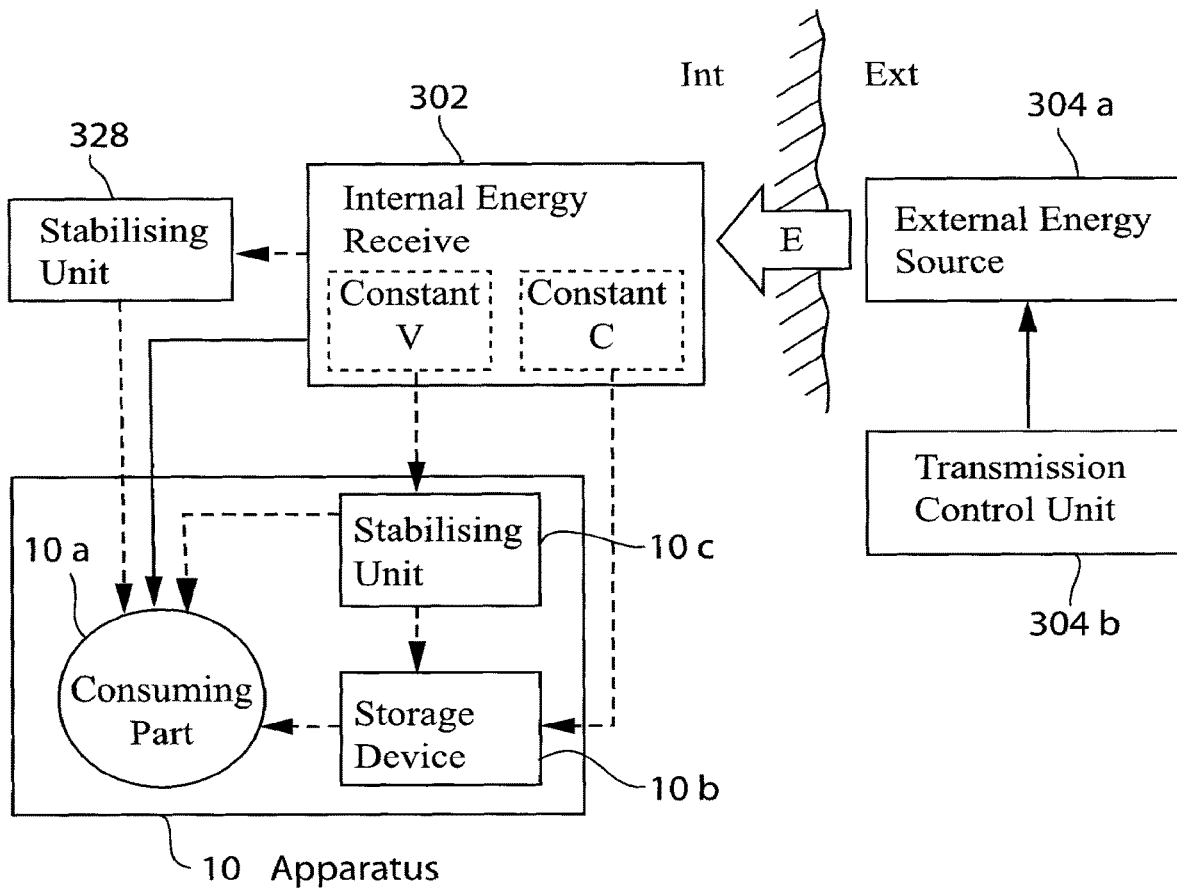 Int
Ext
302
304 a
328
Internal Energy
Receive
External Energy
Source
Stabilising
Unit
E
Constant
V
Constant
C
Transmission
Control Unit
10 a
Stabilising
Unit
10 c
304 b
Consuming
Part
Storage
Device
10 b
10 Apparatus